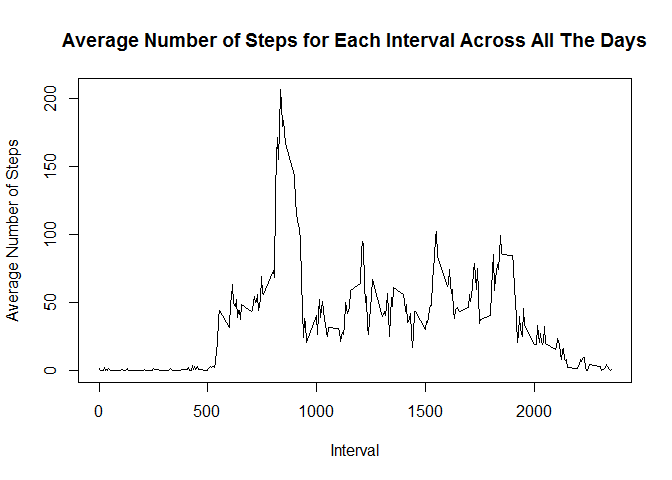 Average Number of Steps for Each Interval Across All The Days
Average Number of Steps
200
150
100
50
0
0 500 1000 1500 2000
Interval